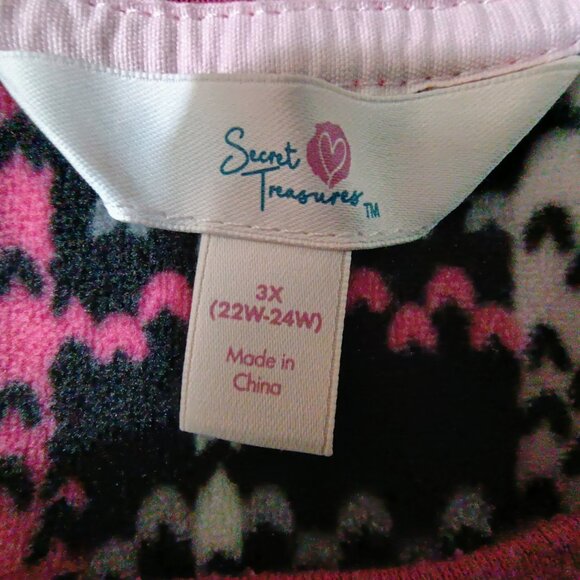 Secret
Treasures TM
3X
(22W-24W)
Made in
China